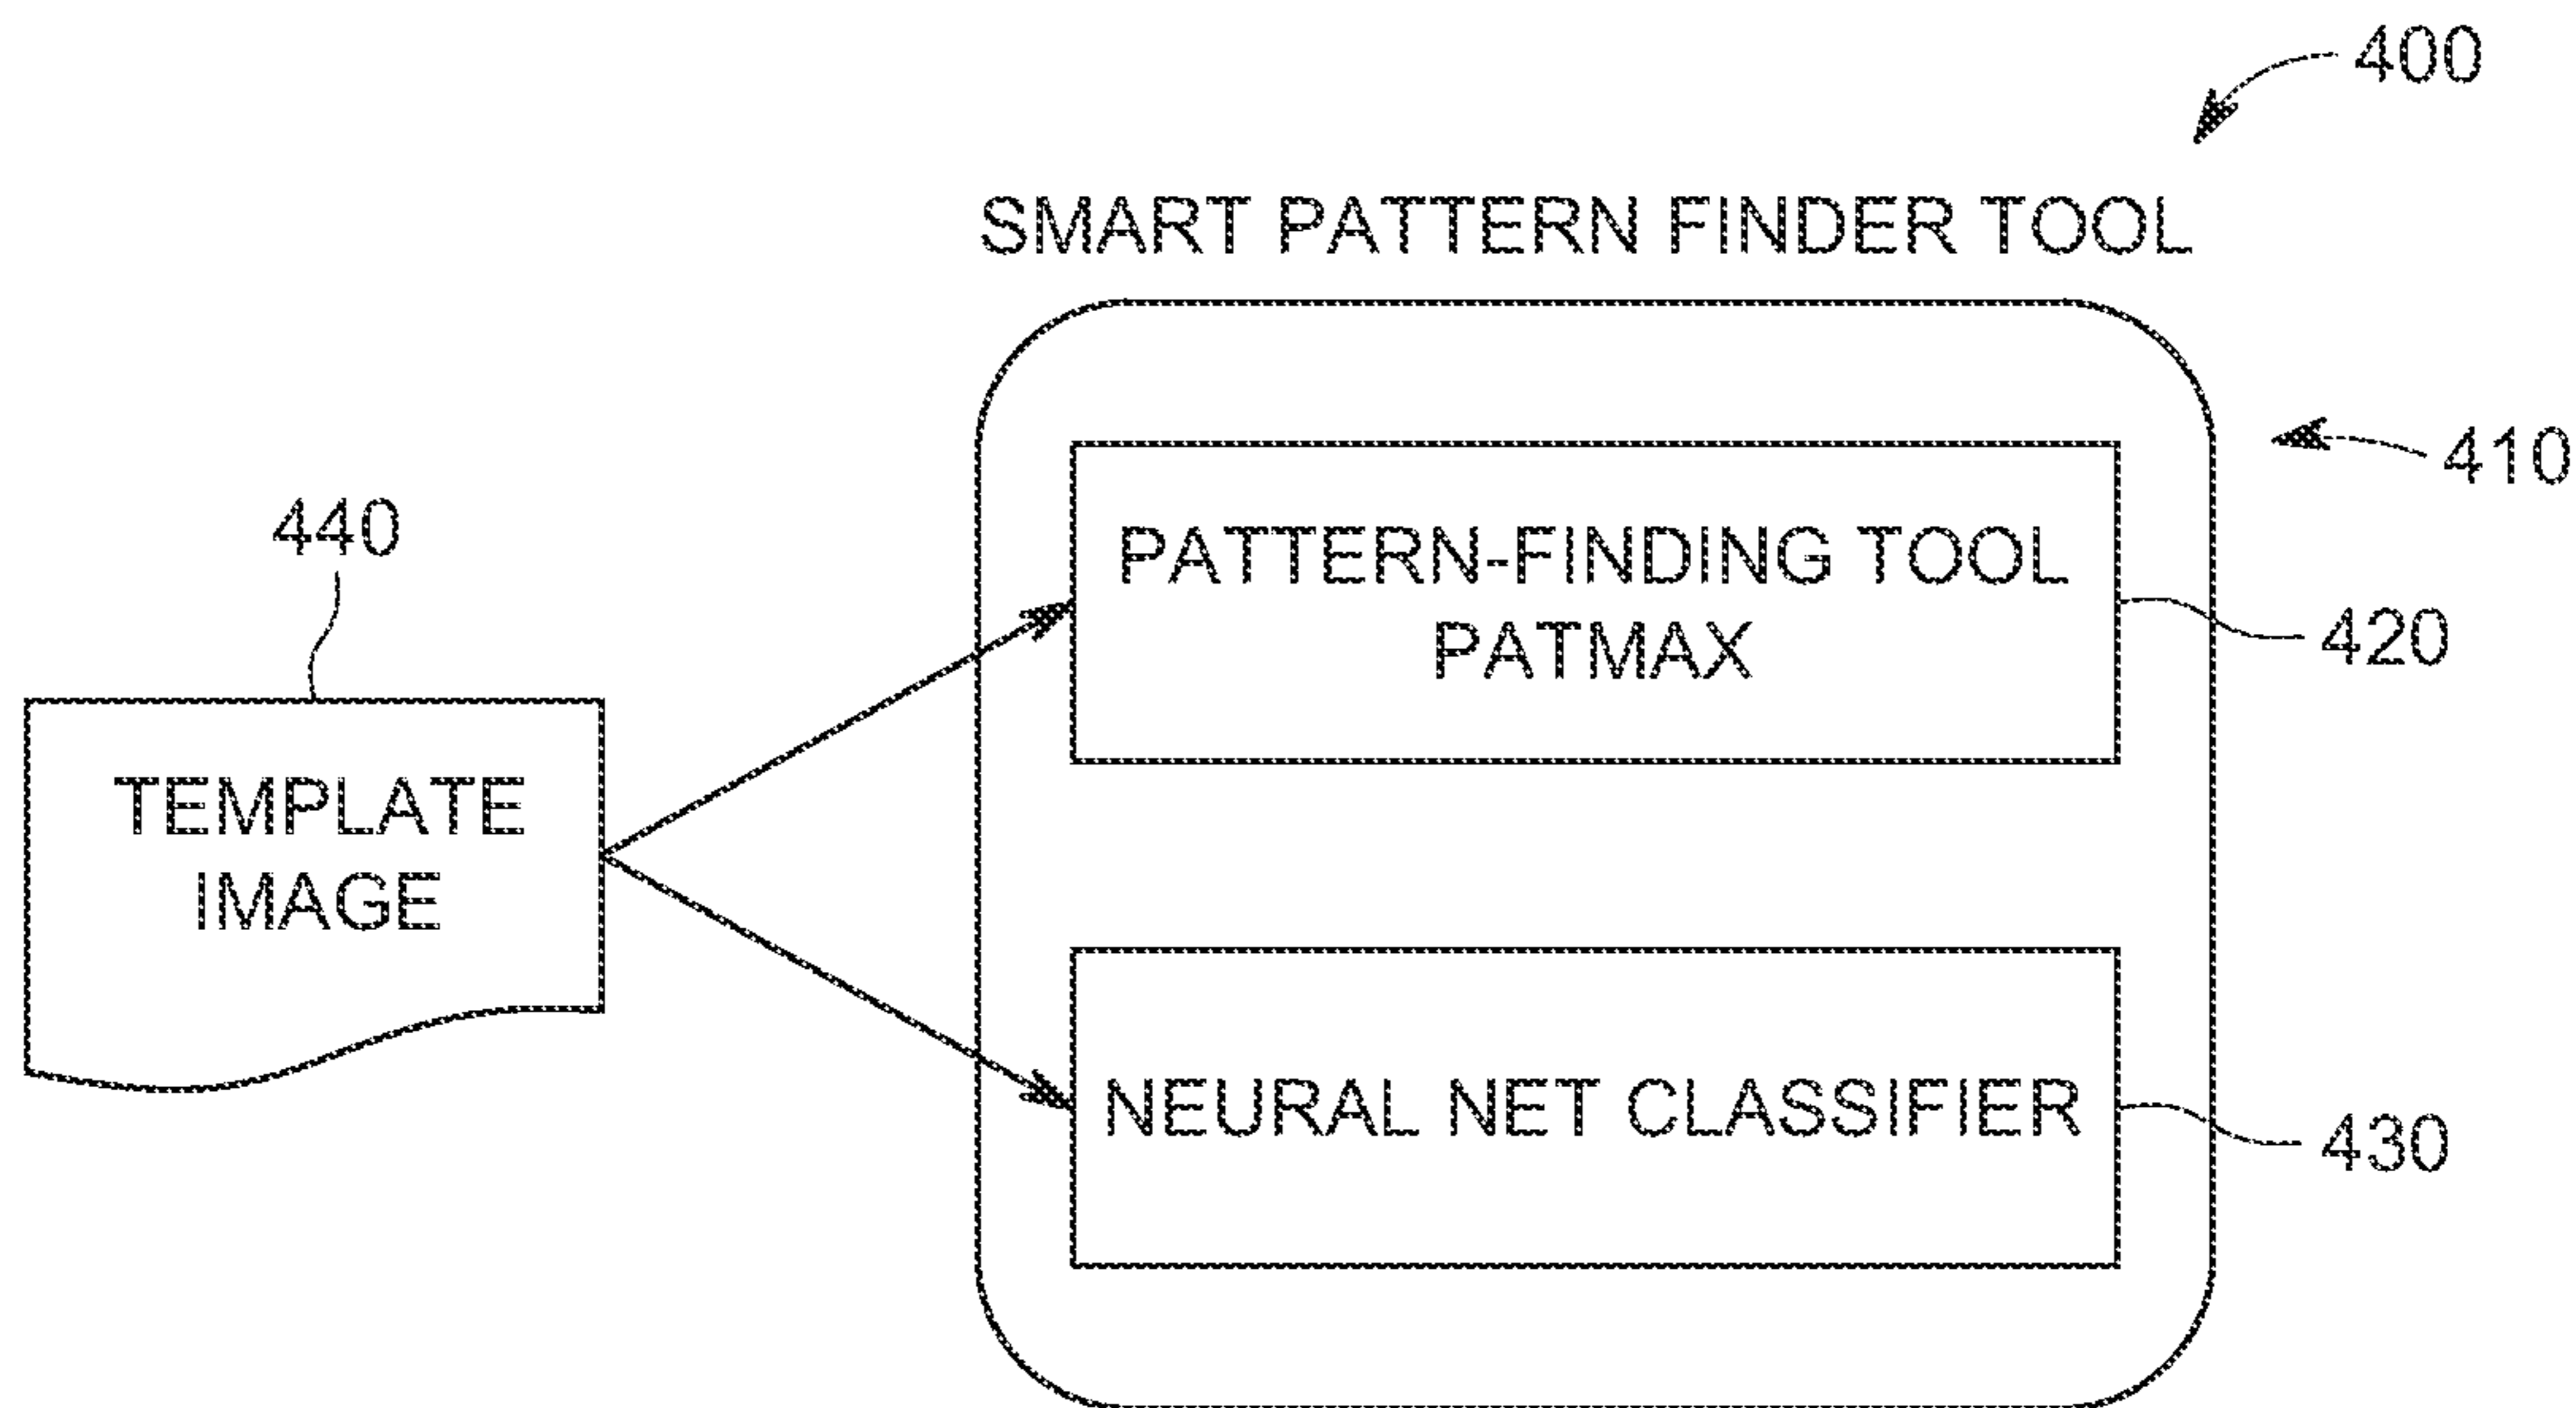 400
SMART PATTERN FINDER TOOL
410
440
PATTERN-FINDING TOOL
PATMAX
420
TEMPLATE
IMAGE
NEURAL NET CLASSIFIER
430